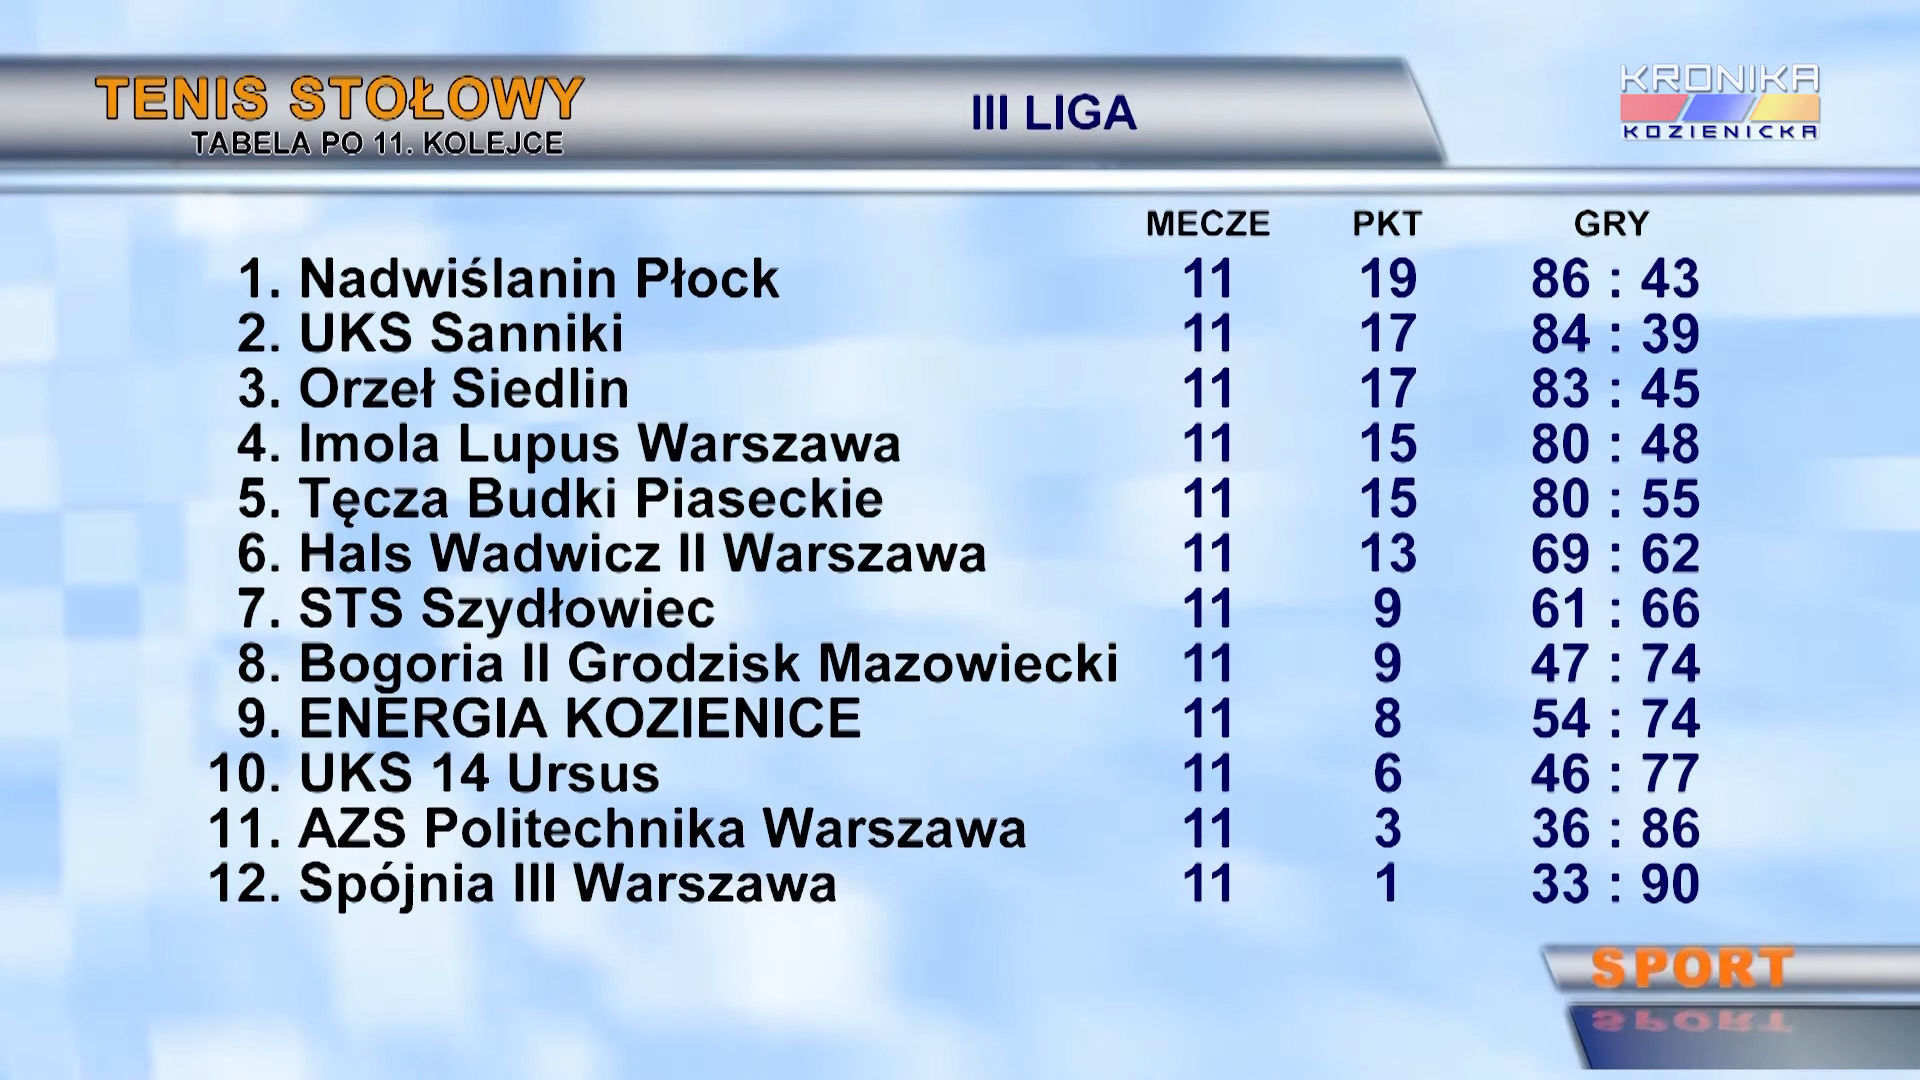 TENIS STOŁOWY
TABELA PO 11. KOLEJCE
III LIGA
KRONIKA
KOZIENICKA
MECZE PKT GRY
1. Nadwiślanin Płock 11 19 86 : 43
2. UKS Sanniki 11 17 84 : 39
3. Orzeł Siedlin 11 17 83 : 45
4. Imola Lupus Warszawa 11 15 80 : 48
5. Tęcza Budki Piaseckie 11 15 80 : 55
6. Hals Wadwicz II Warszawa 11 13 69 : 62
7. STS Szydłowiec 11 9 61 : 66
8. Bogoria II Grodzisk Mazowiecki 11 9 47 : 74
9. ENERGIA KOZIENICE 11 8 54 : 74
10. UKS 14 Ursus 11 6 46 : 77
11. AZS Politechnika Warszawa 11 3 36 : 86
12. Spójnia III Warszawa 11 1 33 : 90
SPORT